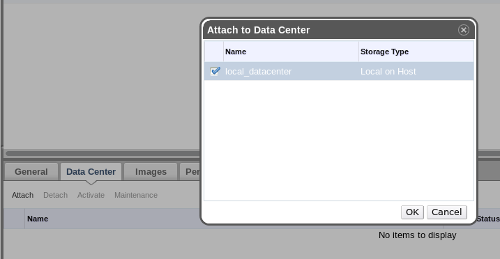 Attach to Data Center
Name Storage Type
local_datacenter Local on Host
General Data Center Images Per
Attach Detach Activate Maintenance
OK Cancel
Name Status
No items to display